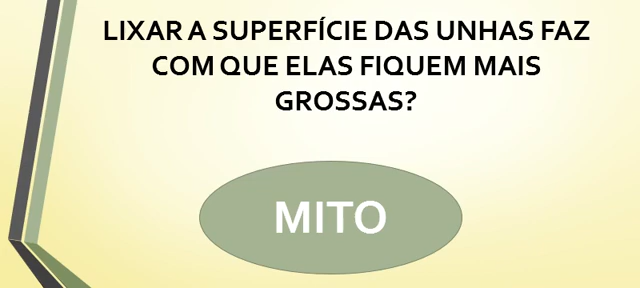 LIXAR A SUPERFÍCIE DAS UNHAS FAZ
COM QUE ELAS FIQUEM MAIS
GROSSAS?
MITO